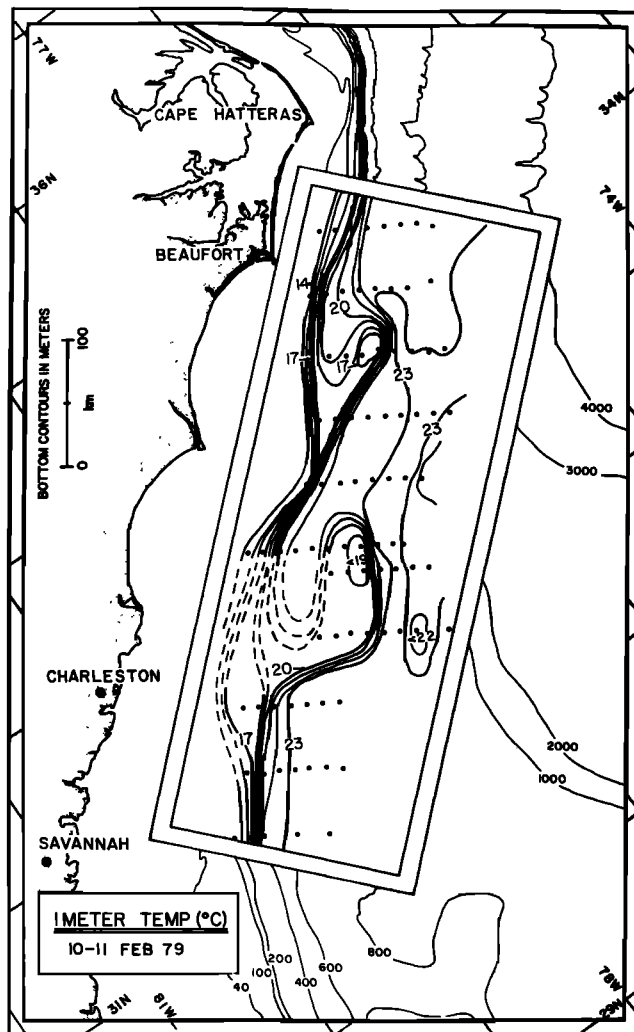 77W
34N
CAPE HATTERAS
36N
74W
BEAUFORT
14
20
BOTTOM CONTOURS IN METERS
100
km
0
17
17
23
4000
23
3000
<19
<22
20
CHARLESTON
17
23
2000
1000
SAVANNAH
1 METER TEMP (°C)
10-11 FEB 79
800
600
200
100
400
40
31N
81W
78W
29N